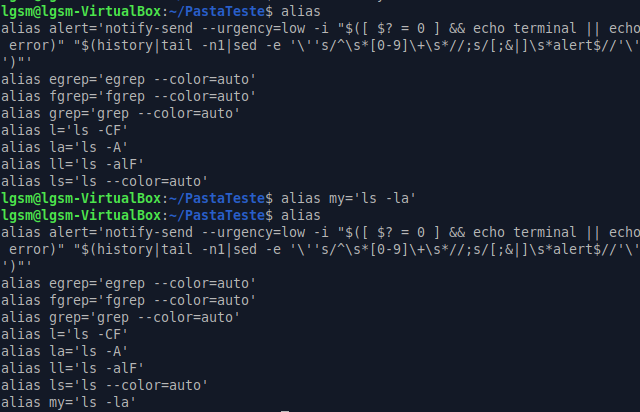 lgsm@lgsm-VirtualBox:~/PastaTeste$ alias
alias alert='notify-send --urgency=low -i "$([ $? = 0 ] && echo terminal || echo
 error)" "$(history|tail -n1|sed -e '\''s/^\s*[0-9]\+\s*//;s/[;&|]\s*alert$//'\'
')"'
alias egrep='egrep --color=auto'
alias fgrep='fgrep --color=auto'
alias grep='grep --color=auto'
alias l='ls -CF'
alias la='ls -A'
alias ll='ls -alF'
alias ls='ls --color=auto'
lgsm@lgsm-VirtualBox:~/PastaTeste$ alias my='ls -la'
lgsm@lgsm-VirtualBox:~/PastaTeste$ alias
alias alert='notify-send --urgency=low -i "$([ $? = 0 ] && echo terminal || echo
 error)" "$(history|tail -n1|sed -e '\''s/^\s*[0-9]\+\s*//;s/[;&|]\s*alert$//'\'
')"'
alias egrep='egrep --color=auto'
alias fgrep='fgrep --color=auto'
alias grep='grep --color=auto'
alias l='ls -CF'
alias la='ls -A'
alias ll='ls -alF'
alias ls='ls --color=auto'
alias my='ls -la'